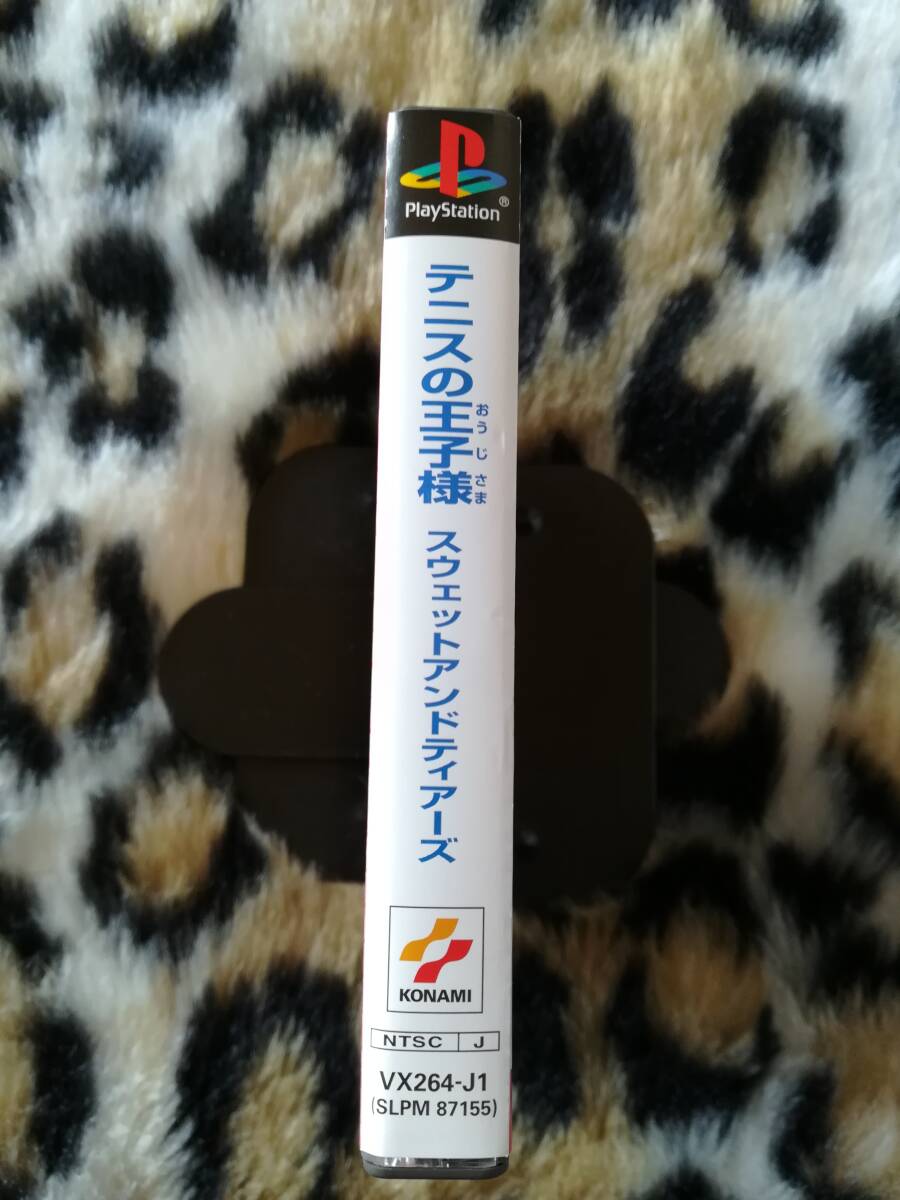 PlayStation®
テニスの王子様
おうじさま
スウェットアンドティアーズ
KONAMI
NTSC J
VX264-J1
(SLPM 87155)